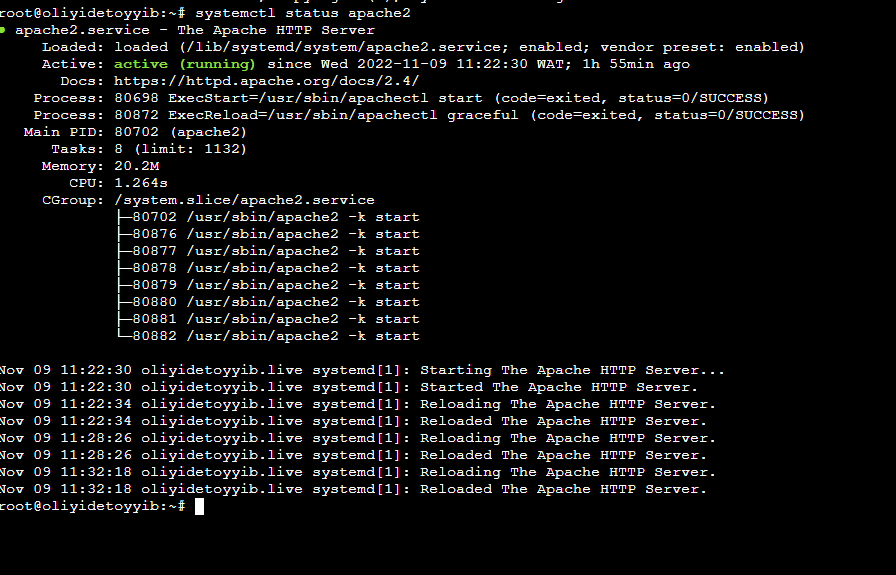 root@oliyidetoyyib:~# systemctl status apache2
● apache2.service - The Apache HTTP Server
     Loaded: loaded (/lib/systemd/system/apache2.service; enabled; vendor preset: enabled)
     Active: active (running) since Wed 2022-11-09 11:22:30 WAT; 1h 55min ago
       Docs: https://httpd.apache.org/docs/2.4/
    Process: 80698 ExecStart=/usr/sbin/apachectl start (code=exited, status=0/SUCCESS)
    Process: 80872 ExecReload=/usr/sbin/apachectl graceful (code=exited, status=0/SUCCESS)
   Main PID: 80702 (apache2)
      Tasks: 8 (limit: 1132)
     Memory: 20.2M
        CPU: 1.264s
     CGroup: /system.slice/apache2.service
             ├─80702 /usr/sbin/apache2 -k start
             ├─80876 /usr/sbin/apache2 -k start
             ├─80877 /usr/sbin/apache2 -k start
             ├─80878 /usr/sbin/apache2 -k start
             ├─80879 /usr/sbin/apache2 -k start
             ├─80880 /usr/sbin/apache2 -k start
             ├─80881 /usr/sbin/apache2 -k start
             └─80882 /usr/sbin/apache2 -k start
Nov 09 11:22:30 oliyidetoyyib.live systemd[1]: Starting The Apache HTTP Server...
Nov 09 11:22:30 oliyidetoyyib.live systemd[1]: Started The Apache HTTP Server.
Nov 09 11:22:34 oliyidetoyyib.live systemd[1]: Reloading The Apache HTTP Server.
Nov 09 11:22:34 oliyidetoyyib.live systemd[1]: Reloaded The Apache HTTP Server.
Nov 09 11:28:26 oliyidetoyyib.live systemd[1]: Reloading The Apache HTTP Server.
Nov 09 11:28:26 oliyidetoyyib.live systemd[1]: Reloaded The Apache HTTP Server.
Nov 09 11:32:18 oliyidetoyyib.live systemd[1]: Reloading The Apache HTTP Server.
Nov 09 11:32:18 oliyidetoyyib.live systemd[1]: Reloaded The Apache HTTP Server.
root@oliyidetoyyib:~#